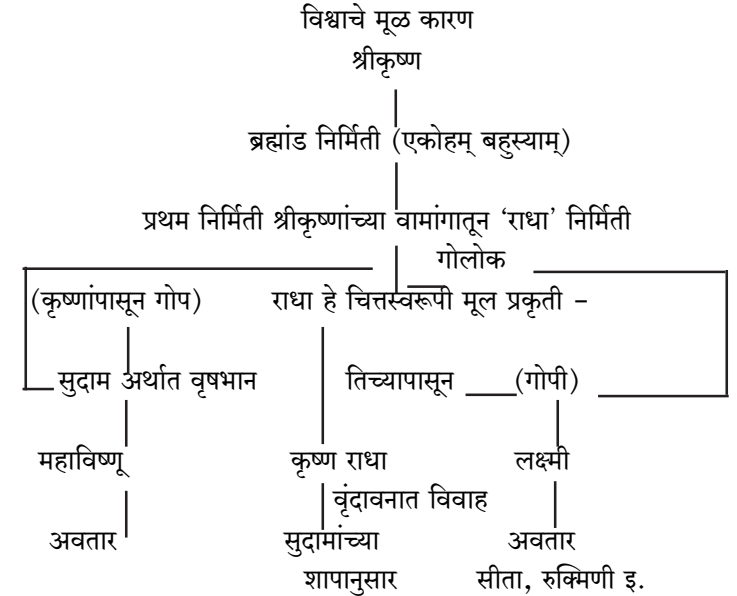 विश्वाचे मूळ कारण
श्रीकृष्ण
ब्रह्मांड निर्मिती (एकोहम् बहुस्याम्)
प्रथम निर्मिती श्रीकृष्णांच्या वामांगातून ‘राधा’ निर्मिती
गोलोक
(कृष्णांपासून गोप) राधा हे चित्तस्वरूपी मूल प्रकृती –
सुदाम अर्थात वृषभान तिच्यापासून (गोपी)
महाविष्णू कृष्ण राधा लक्ष्मी
वृंदावनात विवाह
अवतार सुदामांच्या अवतार
शापानुसार सीता, रुक्मिणी इ.